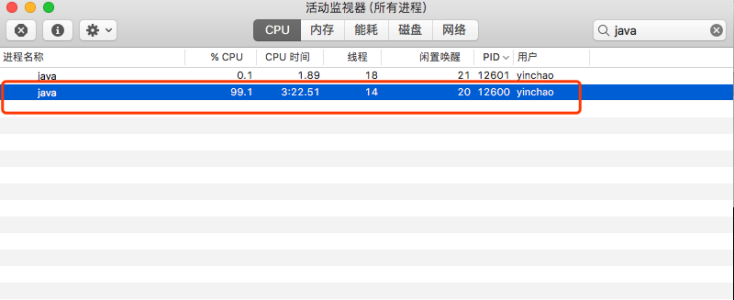 活动监视器 (所有进程)
CPU 内存 能耗 磁盘 网络 java
进程名称 % CPU CPU 时间 线程 闲置唤醒 PID 用户
java 0.1 1.89 18 21 12601 yinchao
java 99.1 3:22.51 14 20 12600 yinchao